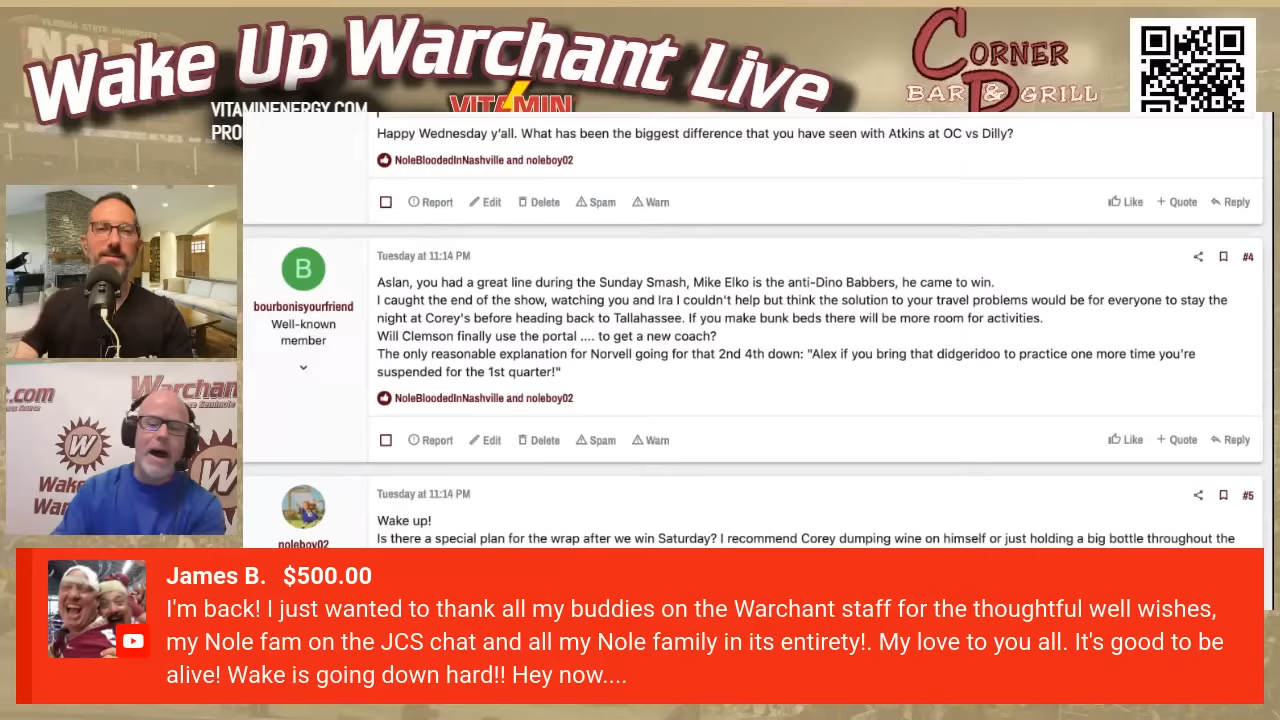 Wake Up Warchant Live
CORNER
BAR & GRILL
VITAMINENERGY.COM
VITAMIN
PRO
Happy Wednesday y'all. What has been the biggest difference that you have seen with Atkins at OC vs Dilly?
NoleBloodedInNashville and noleboy02
Report Edit Delete Spam Warn Like + Quote Reply
Tuesday at 11:14 PM #4
B
bourbonisyourfriend
Well-known
member
Aslan, you had a great line during the Sunday Smash, Mike Elko is the anti-Dino Babbers, he came to win.
I caught the end of the show, watching you and Ira I couldn't help but think the solution to your travel problems would be for everyone to stay the
night at Corey's before heading back to Tallahassee. If you make bunk beds there will be more room for activities.
Will Clemson finally use the portal .... to get a new coach?
The only reasonable explanation for Norvell going for that 2nd 4th down: "Alex if you bring that didgeridoo to practice one more time you're
suspended for the 1st quarter!"
NoleBloodedInNashville and noleboy02
Report Edit Delete Spam Warn Like + Quote Reply
t.com
Warchant
W
Wake
War
Tuesday at 11:14 PM #5
noleboy02
Wake up!
Is there a special plan for the wrap after we win Saturday? I recommend Corey dumping wine on himself or just holding a big bottle throughout the
James B. $500.00
I'm back! I just wanted to thank all my buddies on the Warchant staff for the thoughtful well wishes,
my Nole fam on the JCS chat and all my Nole family in its entirety!. My love to you all. It's good to be
alive! Wake is going down hard!! Hey now....